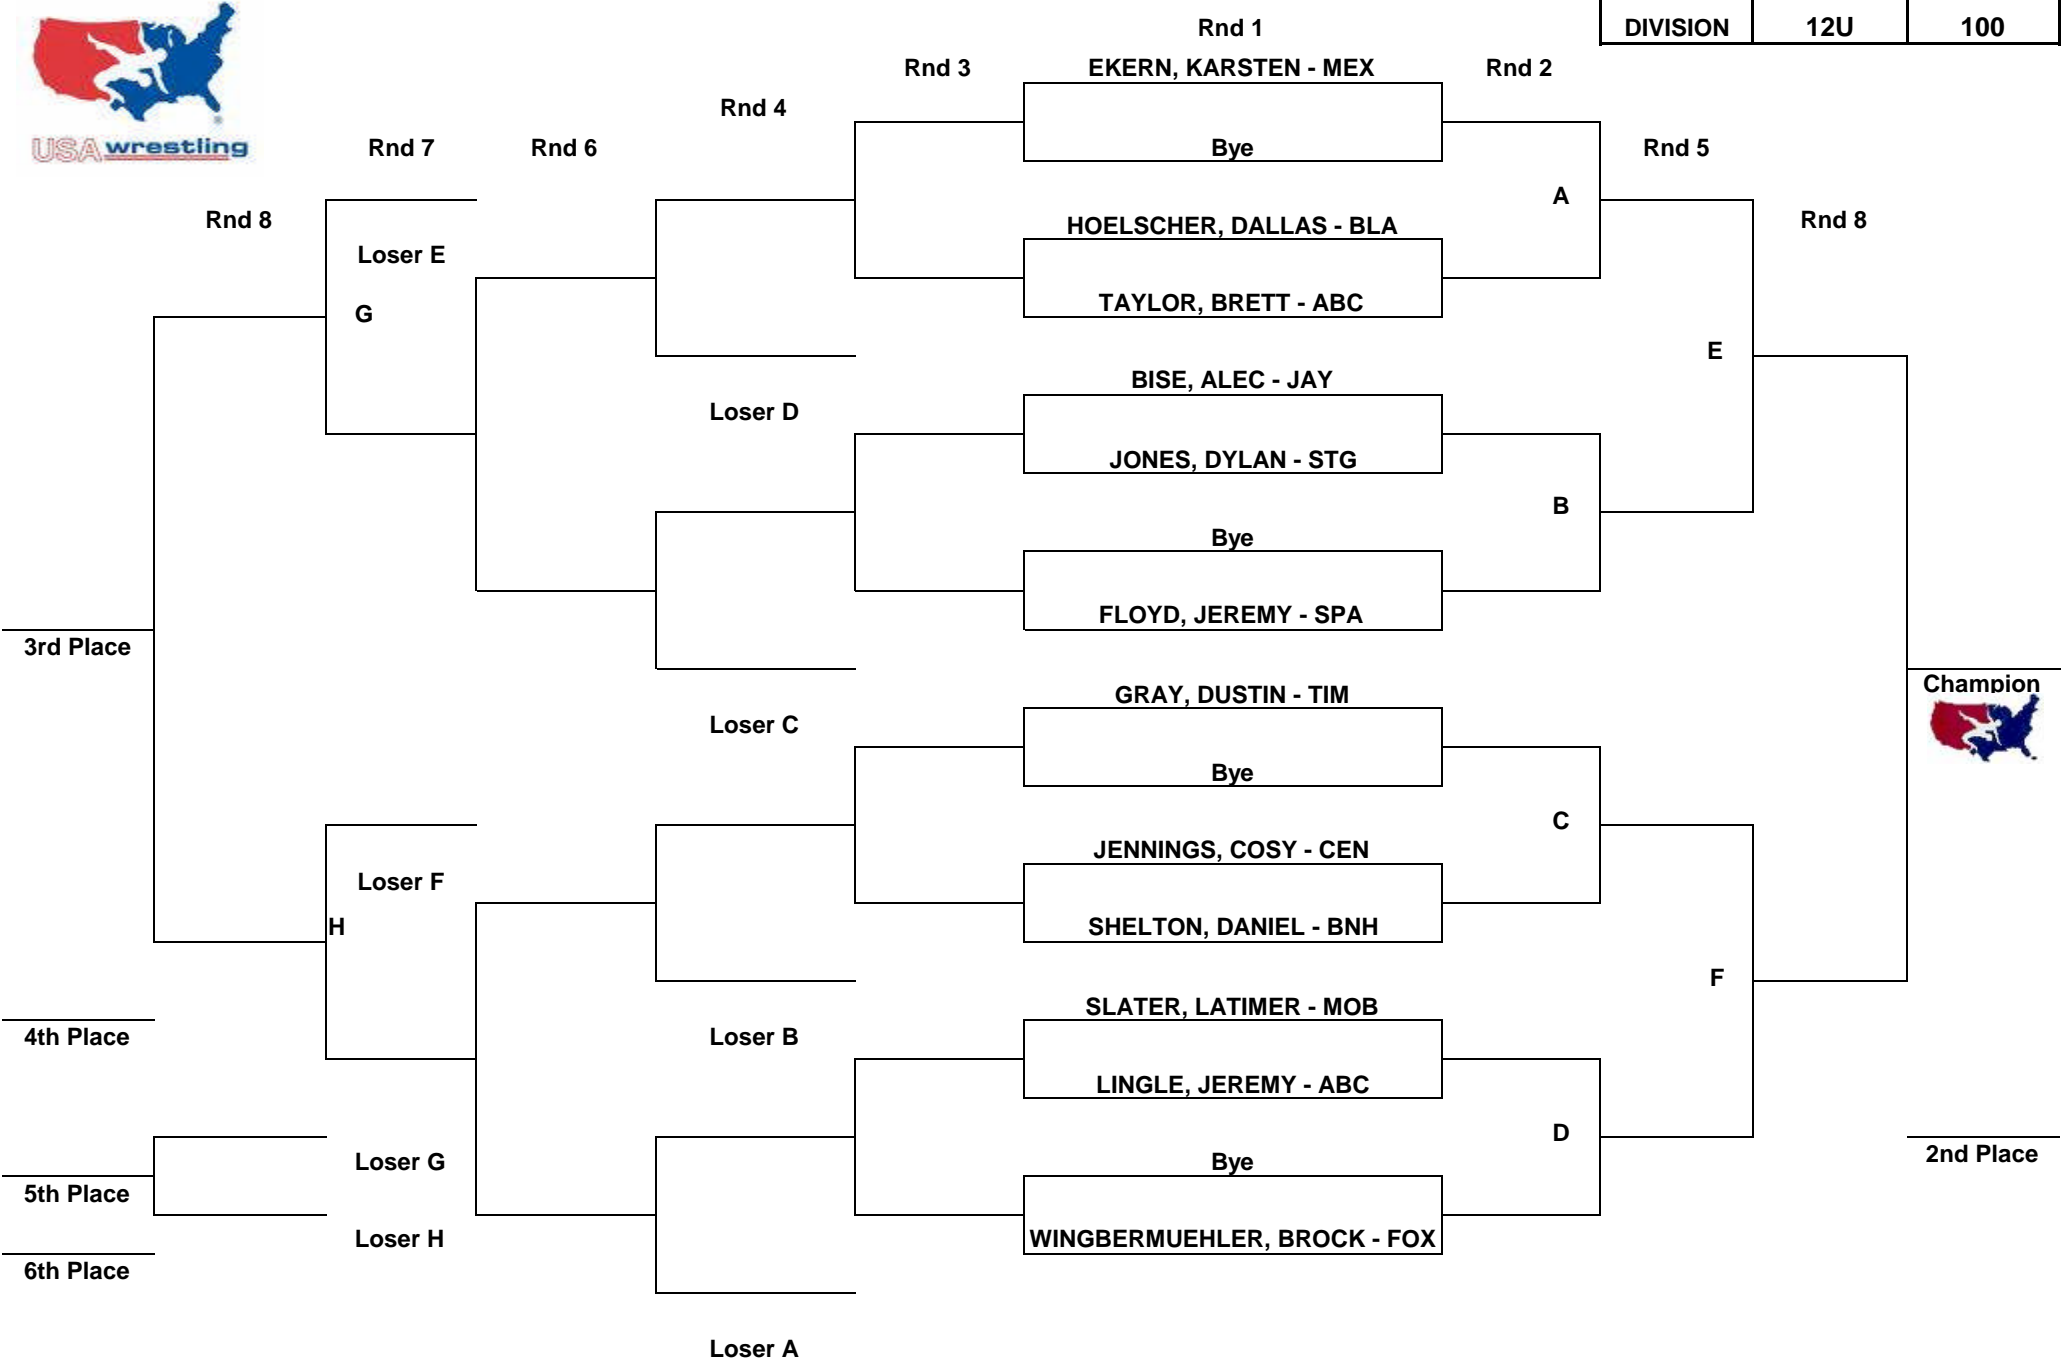 Rnd 1
DIVISION 12U 100
Rnd 3
EKERN, KARSTEN - MEX
Rnd 2
Rnd 4
USA wrestling
Rnd 7
Rnd 6
Bye
Rnd 5
A
Rnd 8
HOELSCHER, DALLAS - BLA
Rnd 8
Loser E
TAYLOR, BRETT - ABC
G
E
BISE, ALEC - JAY
Loser D
JONES, DYLAN - STG
B
Bye
FLOYD, JEREMY - SPA
3rd Place
Champion
GRAY, DUSTIN - TIM
Loser C
Bye
C
JENNINGS, COSY - CEN
Loser F
H
SHELTON, DANIEL - BNH
F
SLATER, LATIMER - MOB
4th Place
Loser B
LINGLE, JEREMY - ABC
D
Loser G
Bye
2nd Place
5th Place
Loser H
WINGBERMUEHLER, BROCK - FOX
6th Place
Loser A